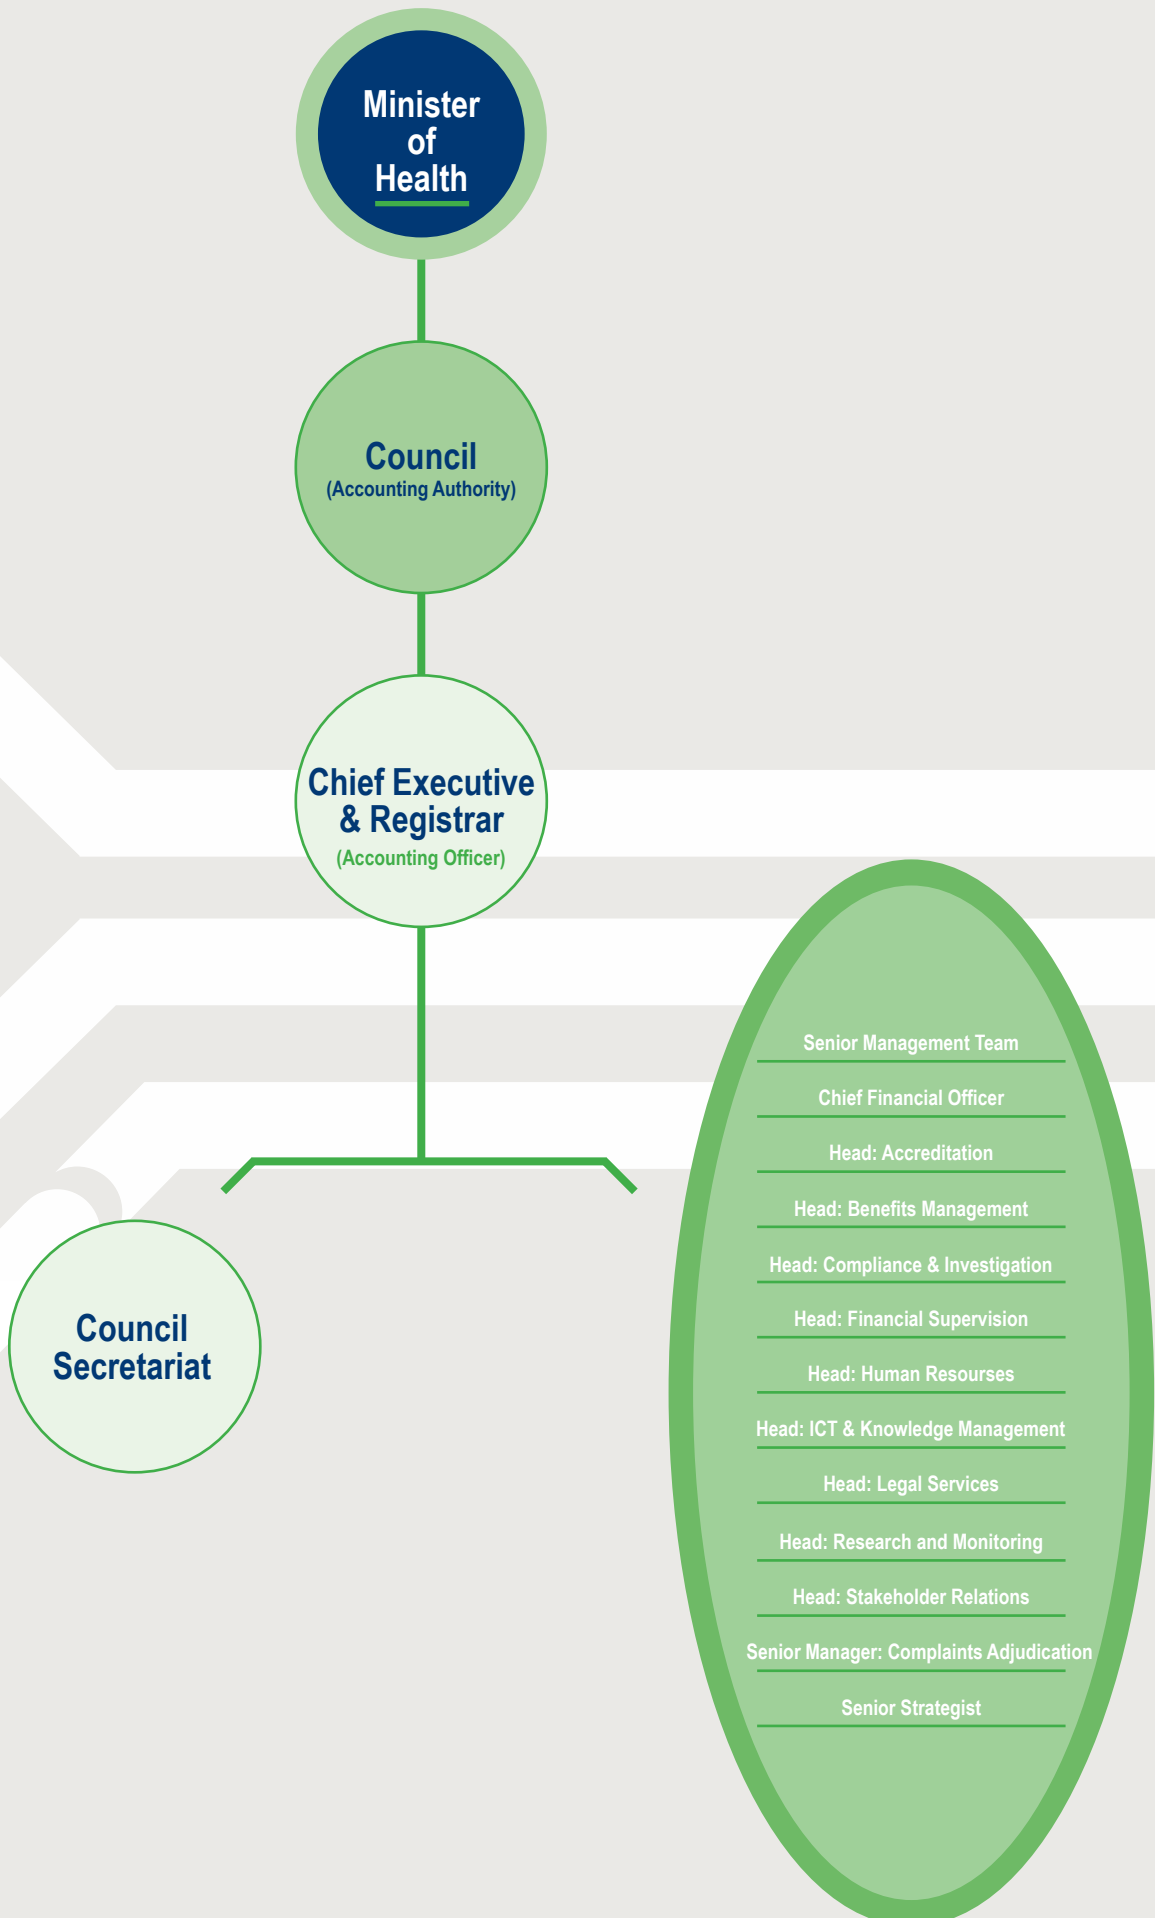 Minister
of
Health
Council
(Accounting Authority)
Chief Executive
& Registrar
(Accounting Officer)
Council
Secretariat
Senior Management Team
Chief Financial Officer
Head: Accreditation
Head: Benefits Management
Head: Compliance & Investigation
Head: Financial Supervision
Head: Human Resourses
Head: ICT & Knowledge Management
Head: Legal Services
Head: Research and Monitoring
Head: Stakeholder Relations
Senior Manager: Complaints Adjudication
Senior Strategist